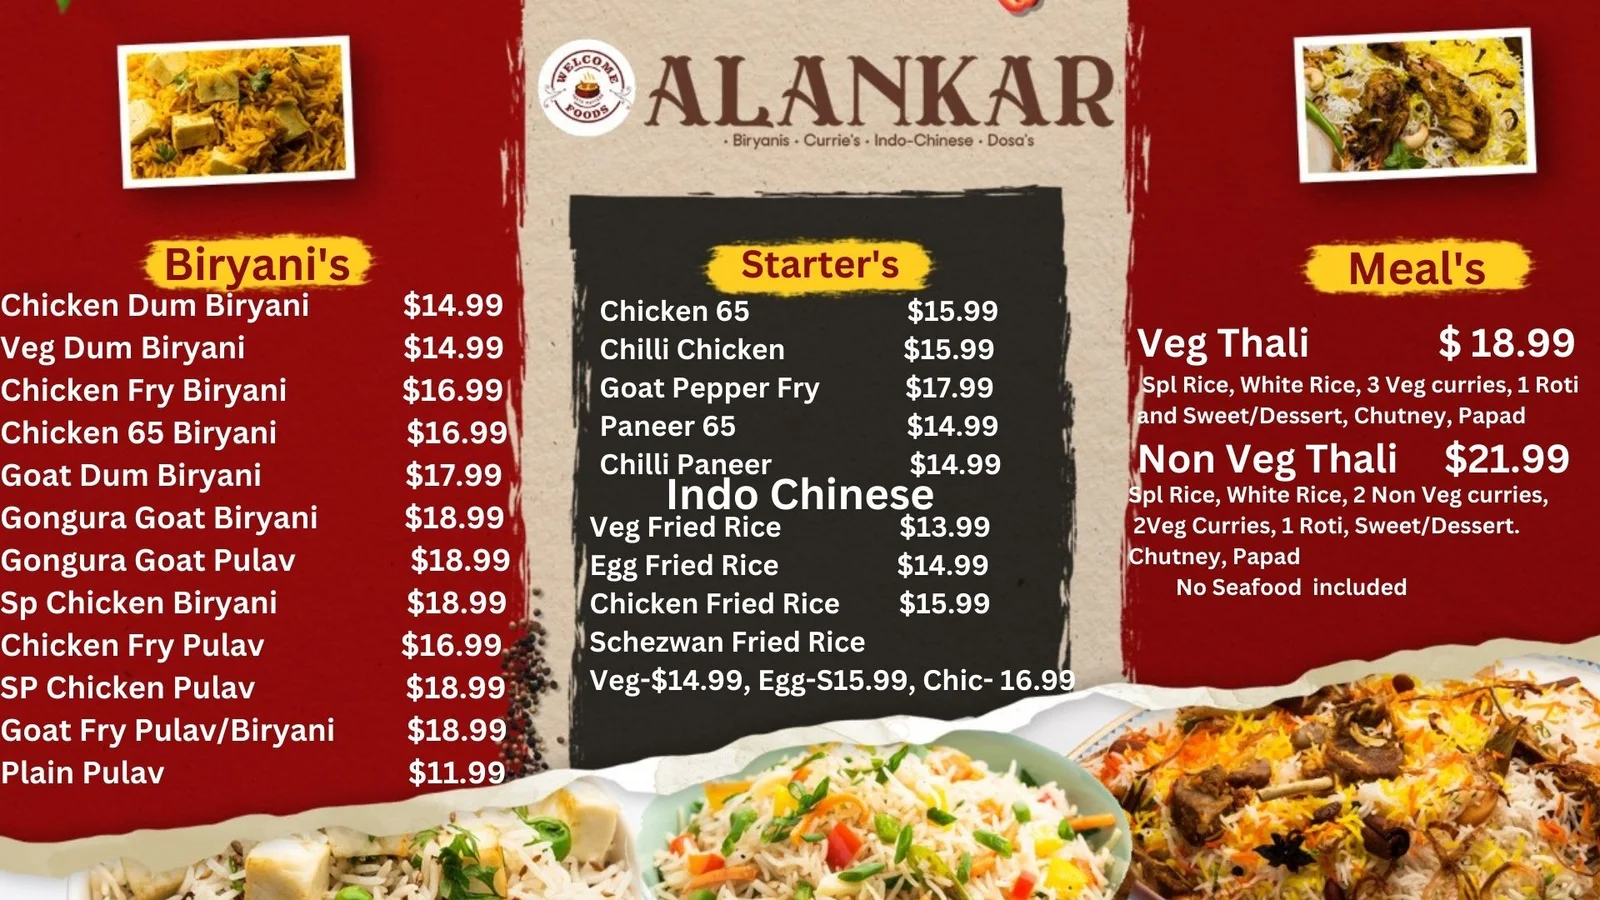 WELCOME
FOODS
ALANKAR
• Biryanis • Currie's • Indo-Chinese • Dosa's
Biryani's
Chicken Dum Biryani $14.99
Veg Dum Biryani $14.99
Chicken Fry Biryani $16.99
Chicken 65 Biryani $16.99
Goat Dum Biryani $17.99
Gongura Goat Biryani $18.99
Gongura Goat Pulav $18.99
Sp Chicken Biryani $18.99
Chicken Fry Pulav $16.99
SP Chicken Pulav $18.99
Goat Fry Pulav/Biryani $18.99
Plain Pulav $11.99
Starter's
Chicken 65 $15.99
Chilli Chicken $15.99
Goat Pepper Fry $17.99
Paneer 65 $14.99
Chilli Paneer $14.99
Indo Chinese
Veg Fried Rice $13.99
Egg Fried Rice $14.99
Chicken Fried Rice $15.99
Schezwan Fried Rice
Veg-$14.99, Egg-S15.99, Chic- 16.99
Meal's
Veg Thali $ 18.99
Spl Rice, White Rice, 3 Veg curries, 1 Roti
and Sweet/Dessert, Chutney, Papad
Non Veg Thali $21.99
Spl Rice, White Rice, 2 Non Veg curries,
2Veg Curries, 1 Roti, Sweet/Dessert.
Chutney, Papad
No Seafood included